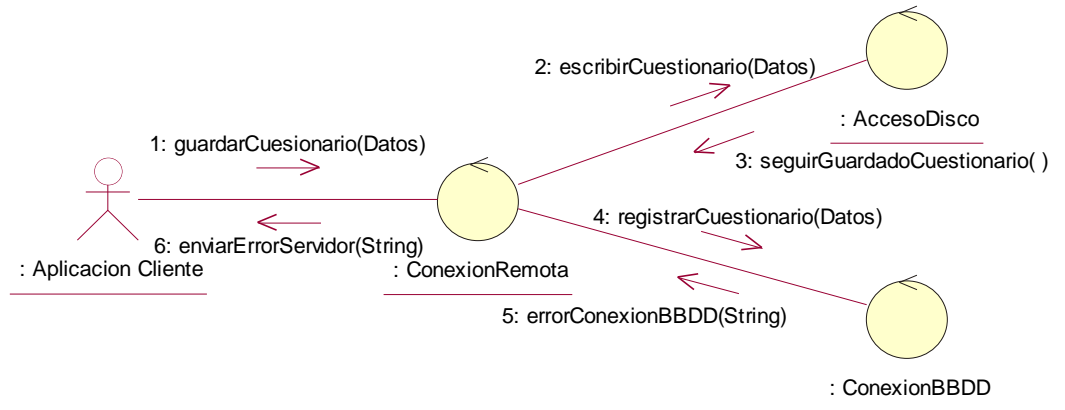 2: escribirCuestionario(Datos)
: AccesoDisco
1: guardarCuesionario(Datos)
3: seguirGuardadoCuestionario( )
4: registrarCuestionario(Datos)
6: enviarErrorServidor(String)
: Aplicacion Cliente
: ConexionRemota
5: errorConexionBBDD(String)
: ConexionBBDD